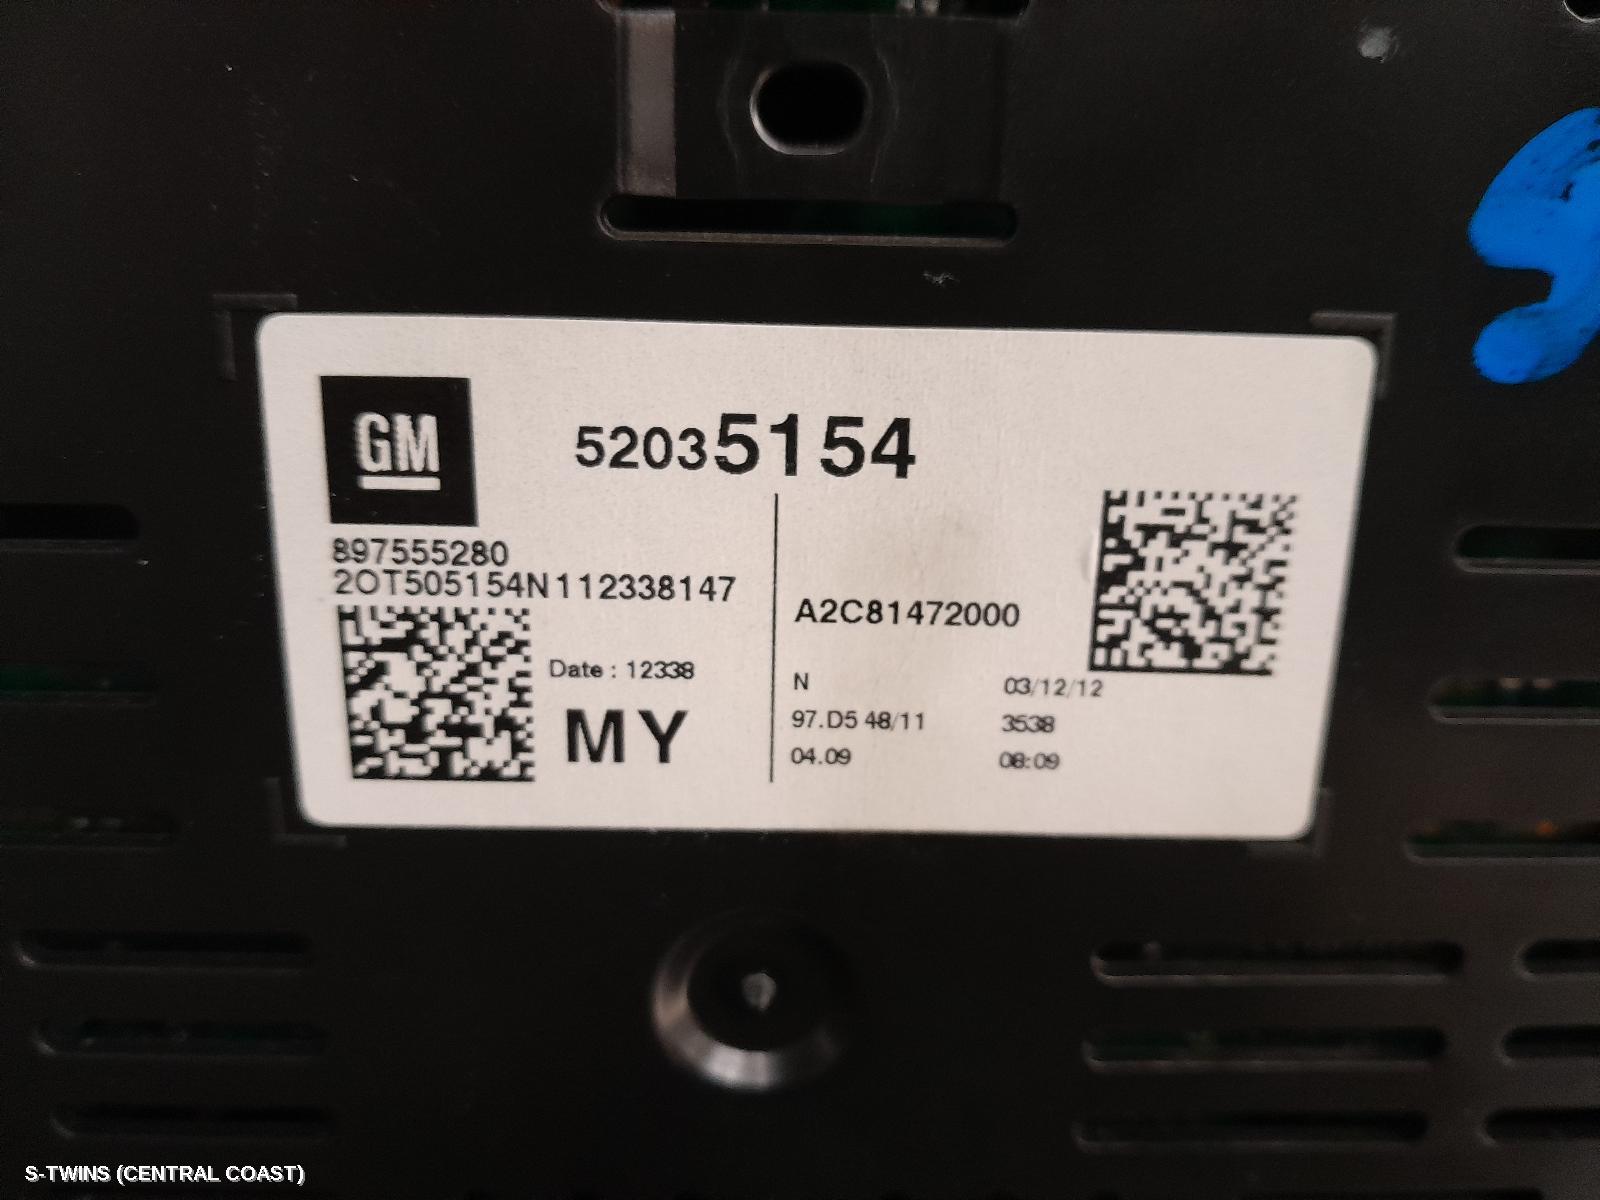 GM
52035154
897555280
2OT505154N112338147
Date : 12338
MY
A2C81472000
N 03/12/12
97.D5 48/11 3538
04.09 08:09
S-TWINS (CENTRAL COAST)